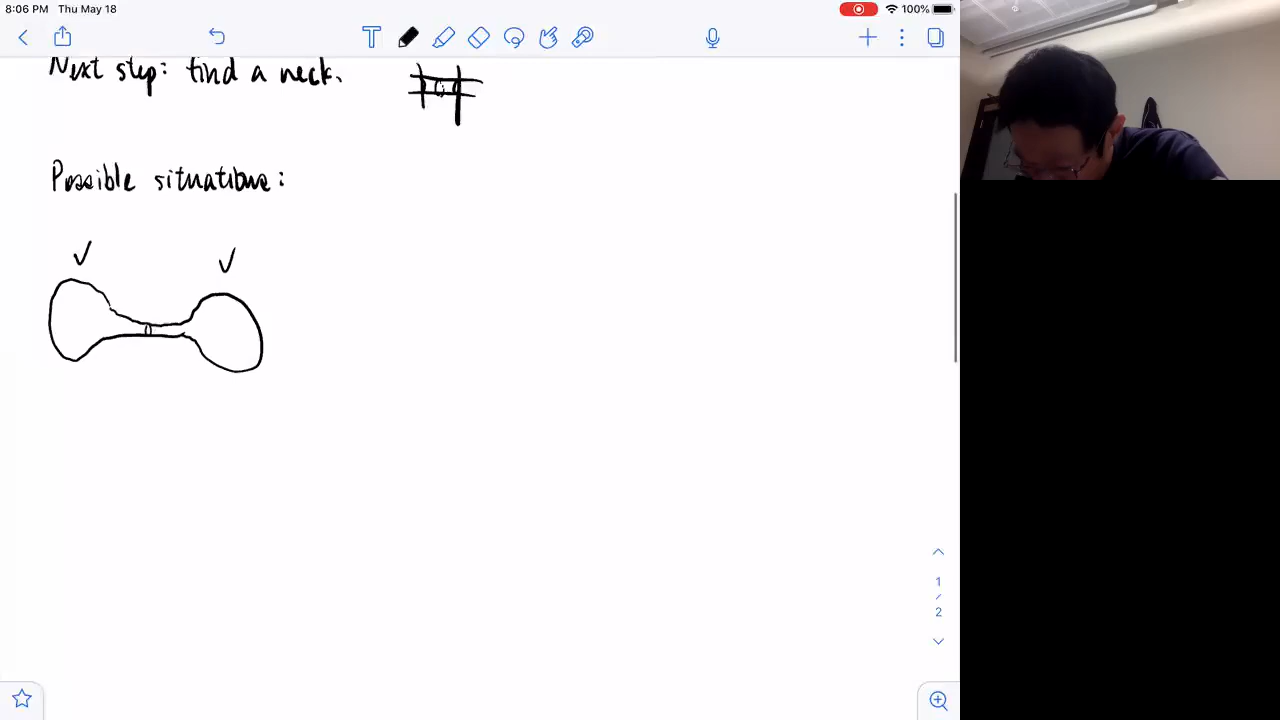 8:06 PM Thu May 18
100%
Next step: find a neck.
Possible situations:
1
/
2